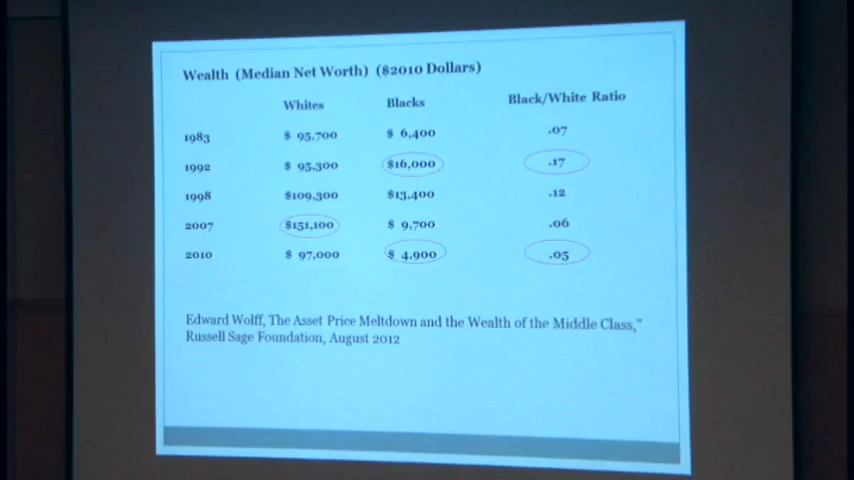 Wealth (Median Net Worth) ($2010 Dollars)
Whites Blacks Black/White Ratio
1983 $ 95,700 $ 6,400 .07
1992 $ 95,300 $16,000 .17
1998 $109,300 $13,400 .12
2007 $151,100 $ 9,700 .06
2010 $ 97,000 $ 4,900 .05
Edward Wolff, The Asset Price Meltdown and the Wealth of the Middle Class,"
Russell Sage Foundation, August 2012